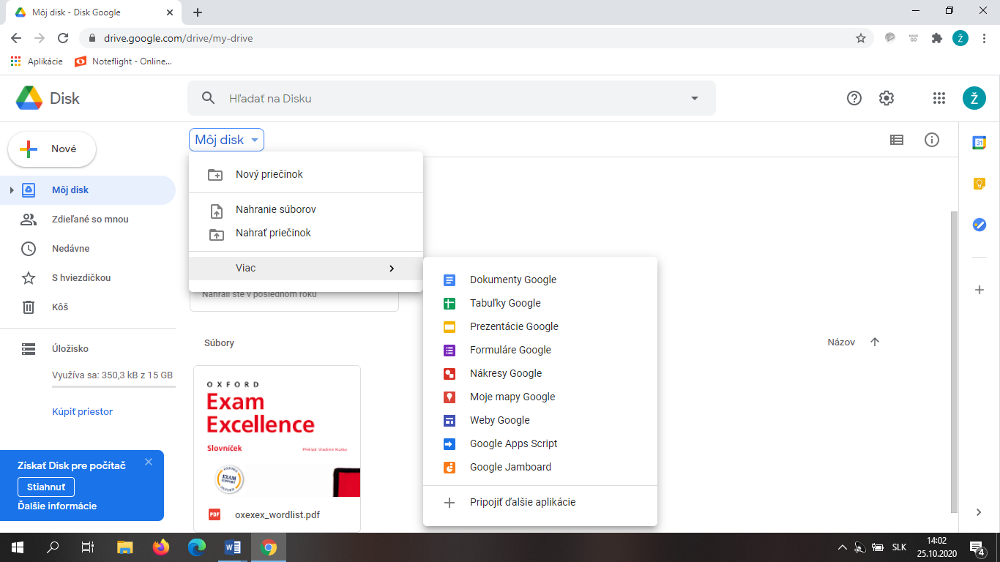 Môj disk - Disk Google
drive.google.com/drive/my-drive
Ž
Aplikácie
Noteflight - Online...
Disk
Hľadať na Disku
Ž
Nové
Môj disk
Zdieľané so mnou
Nedávne
S hviezdičkou
Kôš
Úložisko
Využíva sa: 350,3 kB z 15 GB
Kúpiť priestor
Získať Disk pre počítač
Stiahnuť
Ďalšie informácie
Môj disk
Nový priečinok
Nahranie súborov
Nahrať priečinok
Viac
Nahrali ste v poslednom roku
Dokumenty Google
Tabuľky Google
Prezentácie Google
Formuláre Google
Nákresy Google
Moje mapy Google
Weby Google
Google Apps Script
Google Jamboard
Pripojiť ďalšie aplikácie
Súbory
Názov
OXFORD
Exam
Excellence
Slovníček
Překlad: Vladimír Kuzka
OXFORD
EXAM
SUPPORT
PDF
oxexex_wordlist.pdf
31
SLK
14:02
25.10.2020
4